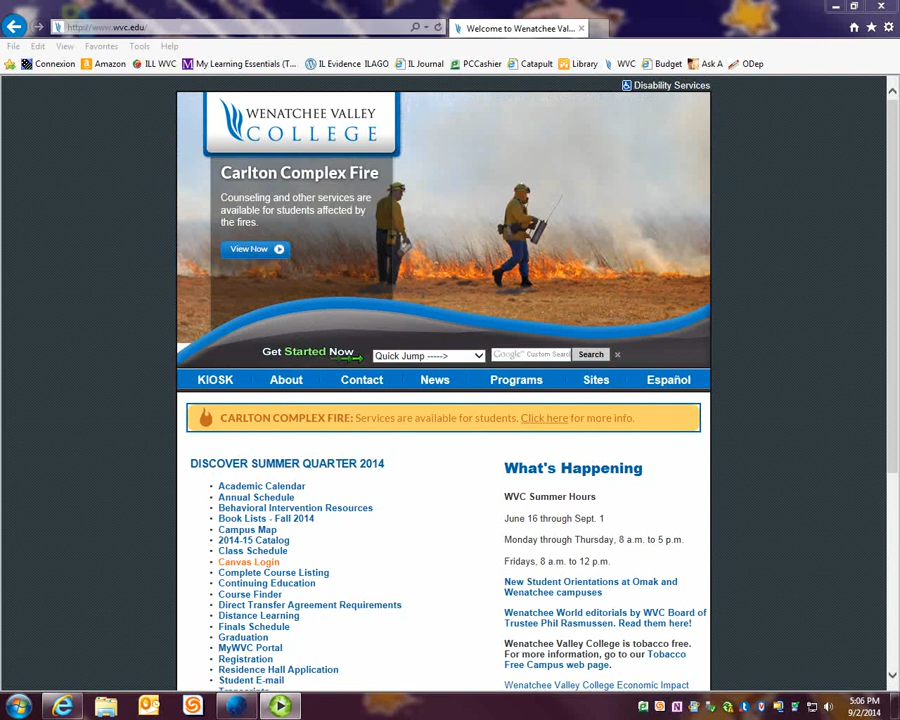 http://www.wvc.edu/
Welcome to Wenatchee Val...
File Edit View Favorites Tools Help
Connexion Amazon ILL WVC My Learning Essentials (T... IL Evidence ILAGO IL Journal PCCashier Catapult Library WVC Budget Ask A ODep
Disability Services
WENATCHEE VALLEY
COLLEGE
Carlton Complex Fire
Counseling and other services are
available for students affected by
the fires.
View Now
Get Started Now
Quick Jump ----->
Google™ Custom Search
Search
KIOSK About Contact News Programs Sites Español
CARLTON COMPLEX FIRE: Services are available for students. Click here for more info.
DISCOVER SUMMER QUARTER 2014
Academic Calendar
Annual Schedule
Behavioral Intervention Resources
Book Lists - Fall 2014
Campus Map
2014-15 Catalog
Class Schedule
Canvas Login
Complete Course Listing
Continuing Education
Course Finder
Direct Transfer Agreement Requirements
Distance Learning
Finals Schedule
Graduation
MyWVC Portal
Registration
Residence Hall Application
Student E-mail
Transcripts
What's Happening
WVC Summer Hours
June 16 through Sept. 1
Monday through Thursday, 8 a.m. to 5 p.m.
Fridays, 8 a.m. to 12 p.m.
New Student Orientations at Omak and
Wenatchee campuses
Wenatchee World editorials by WVC Board of
Trustee Phil Rasmussen. Read them here!
Wenatchee Valley College is tobacco free.
For more information, go to our Tobacco
Free Campus web page.
Wenatchee Valley College Economic Impact
5:06 PM
9/2/2014